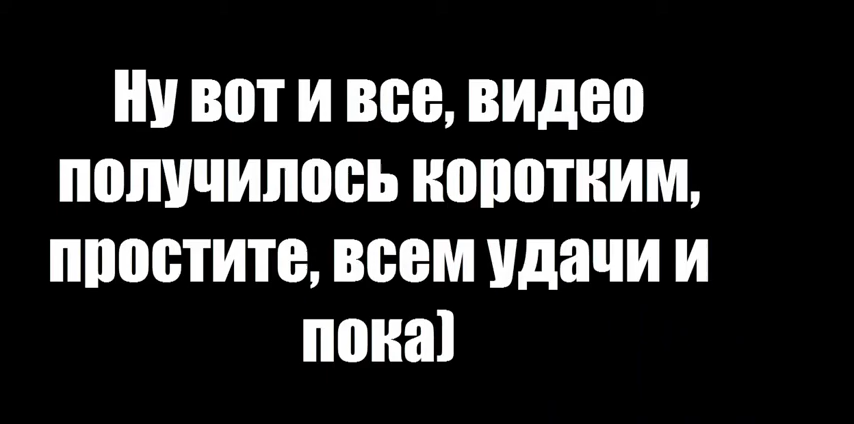 Ну вот и все, видео
получилось коротким,
простите, всем удачи и
пока)